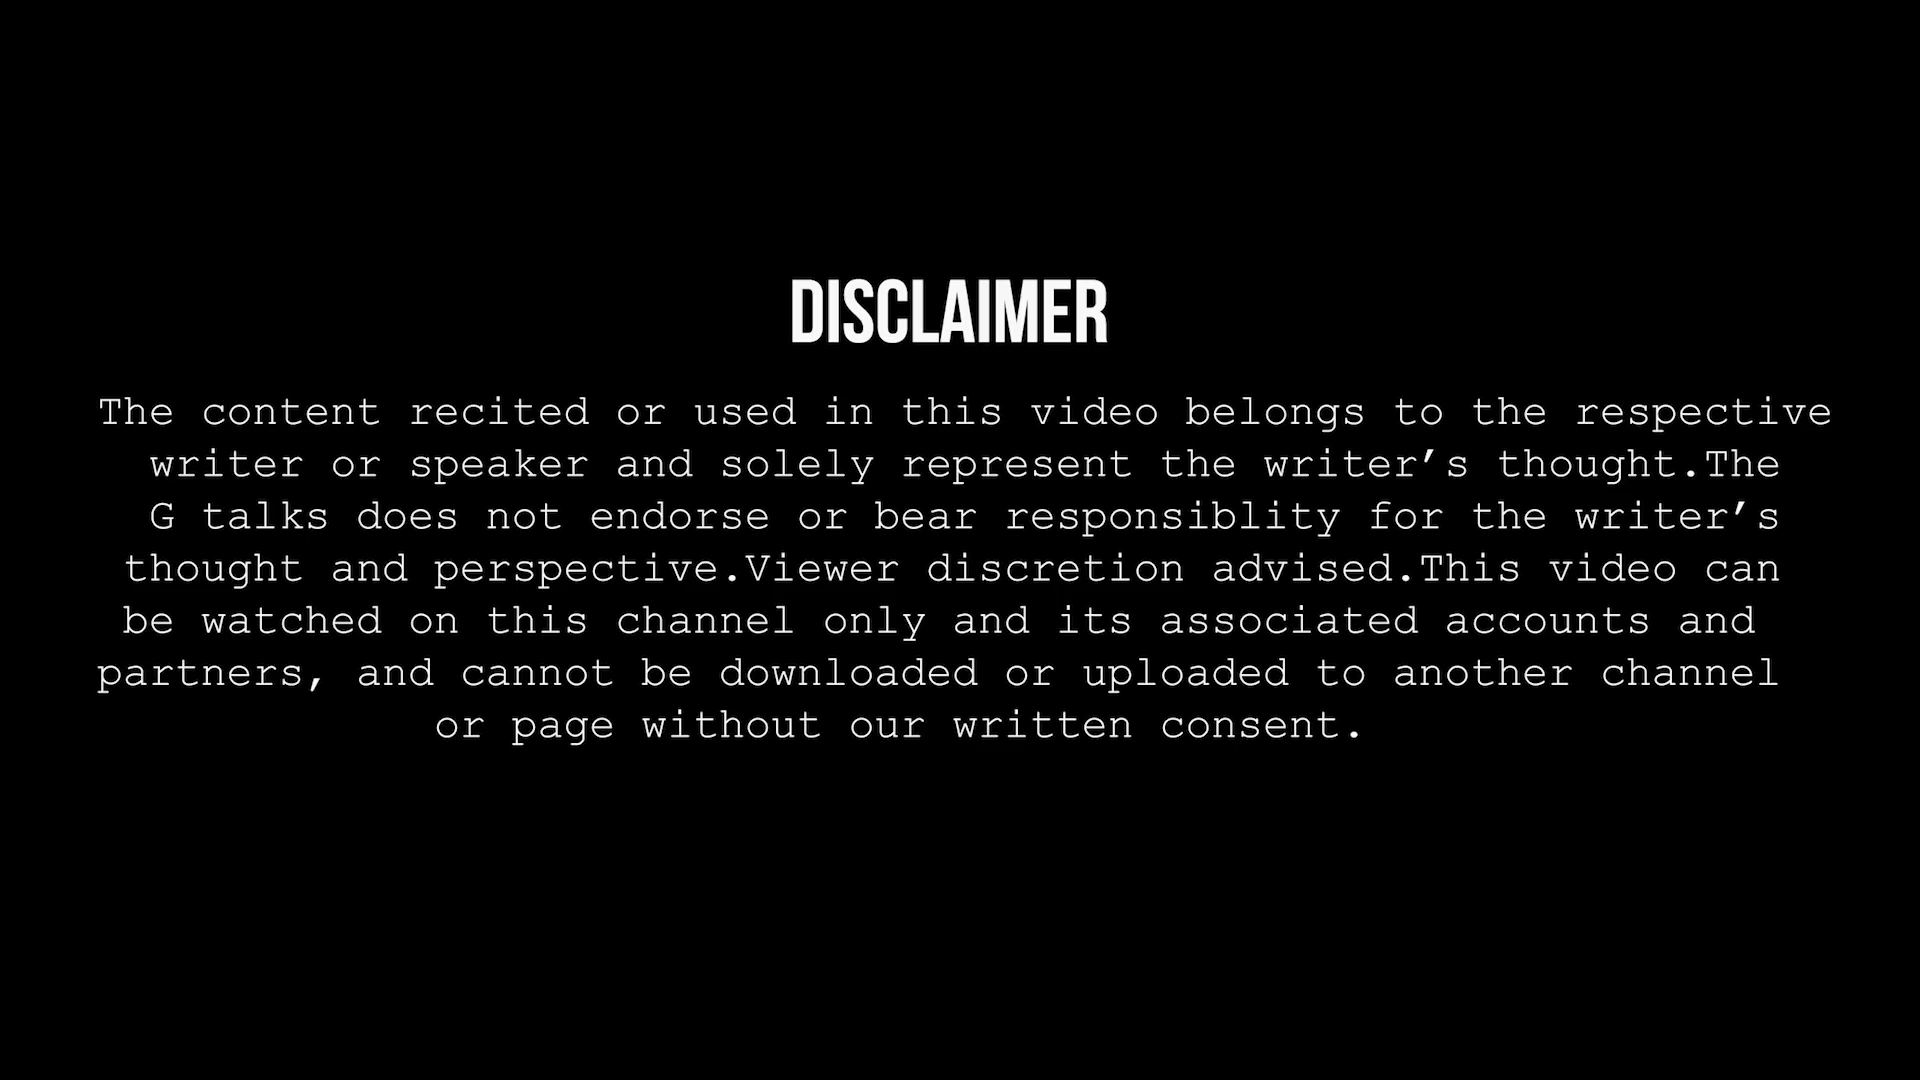 DISCLAIMER
The content recited or used in this video belongs to the respective
writer or speaker and solely represent the writer’s thought.The
G talks does not endorse or bear responsiblity for the writer’s
thought and perspective.Viewer discretion advised.This video can
be watched on this channel only and its associated accounts and
partners, and cannot be downloaded or uploaded to another channel
or page without our written consent.